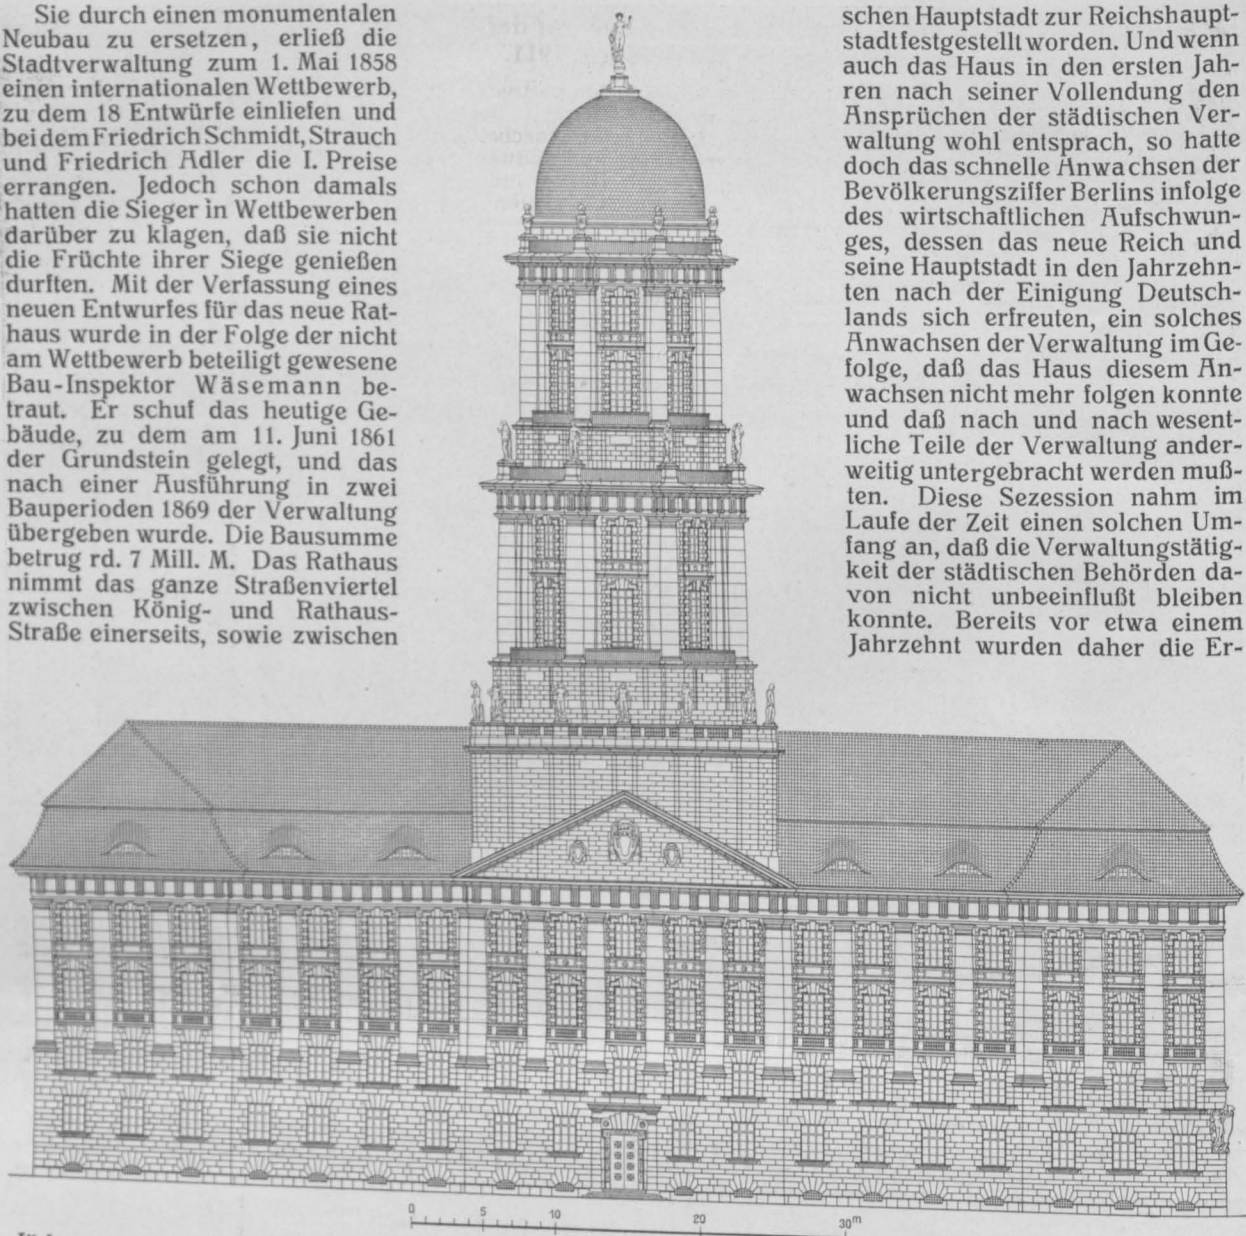 Sie durch einen monumentalen
Neubau zu ersetzen, erließ die
Stadtverwaltung zum 1. Mai 1858
einen internationalen Wettbewerb,
zu dem 18 Entwürfe einliefen und
bei dem Friedrich Schmidt, Strauch
und Friedrich Adler die I. Preise
errangen. Jedoch schon damals
hatten die Sieger in Wettbewerben
darüber zu klagen, daß sie nicht
die Früchte ihrer Siege genießen
durften. Mit der Verfassung eines
neuen Entwurfes für das neue Rat-
haus wurde in der Folge der nicht
am Wettbewerb beteiligt gewesene
Bau-Inspektor Wäsemann be-
traut. Er schuf das heutige Ge-
bäude, zu dem am 11. Juni 1861
der Grundstein gelegt, und das
nach einer Ausführung in zwei
Bauperioden 1869 der Verwaltung
übergeben wurde. Die Bausumme
betrug rd. 7 Mill. M. Das Rathaus
nimmt das ganze Straßenviertel
zwischen König- und Rathaus-
Straße einerseits, sowie zwischen
schen Hauptstadt zur Reichshaupt-
stadt festgestellt worden. Und wenn
auch das Haus in den ersten Jah-
ren nach seiner Vollendung den
Ansprüchen der städtischen Ver-
waltung wohl entsprach, so hatte
doch das schnelle Anwachsen der
Bevölkerungsziffer Berlins infolge
des wirtschaftlichen Aufschwun-
ges, dessen das neue Reich und
seine Hauptstadt in den Jahrzehn-
ten nach der Einigung Deutsch-
lands sich erfreuten, ein solches
Anwachsen der Verwaltung im Ge-
folge, daß das Haus diesem An-
wachsen nicht mehr folgen konnte
und daß nach und nach wesent-
liche Teile der Verwaltung ander-
weitig untergebracht werden muß-
ten. Diese Sezession nahm im
Laufe der Zeit einen solchen Um-
fang an, daß die Verwaltungstätig-
keit der städtischen Behörden da-
von nicht unbeeinflußt bleiben
konnte. Bereits vor etwa einem
Jahrzehnt wurden daher die Er-
0 5 10 20 30 m